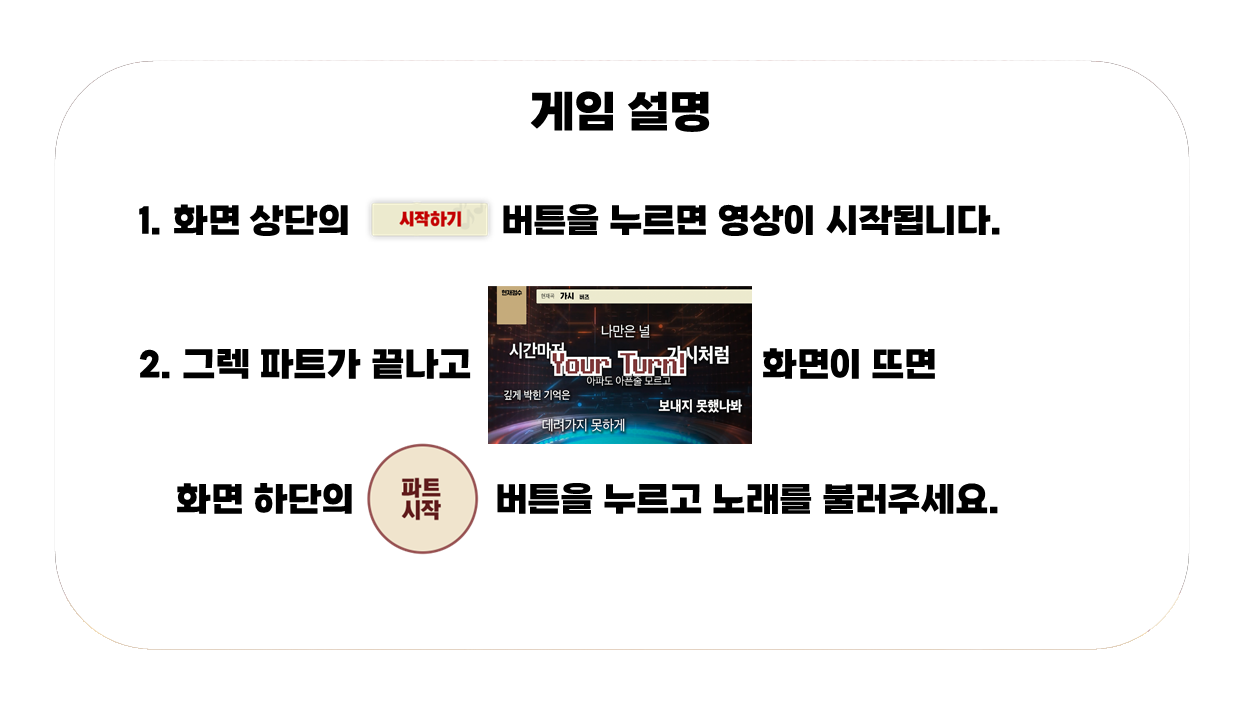 게임 설명
1. 화면 상단의 시작하기 버튼을 누르면 영상이 시작됩니다.
현재점수
현재곡 가시 버즈
나만은 널
시간마저 가시처럼
Your Turn!
2. 그렉 파트가 끝나고 화면이 뜨면
아파도 아픈줄 모르고
깊게 박힌 기억은
보내지 못했나봐
데려가지 못하게
화면 하단의 파트 시작 버튼을 누르고 노래를 불러주세요.